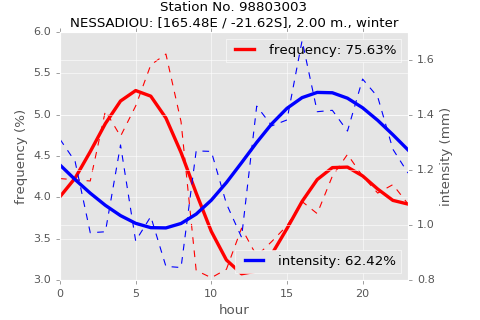 Station No. 98803003
NESSADIOU: [165.48E / -21.62S], 2.00 m., winter
frequency: 75.63%
intensity: 62.42%
frequency (%)
6.0
5.5
5.0
4.5
4.0
3.5
3.0
intensity (mm)
1.6
1.4
1.2
1.0
0.8
0 5 10 15 20
hour